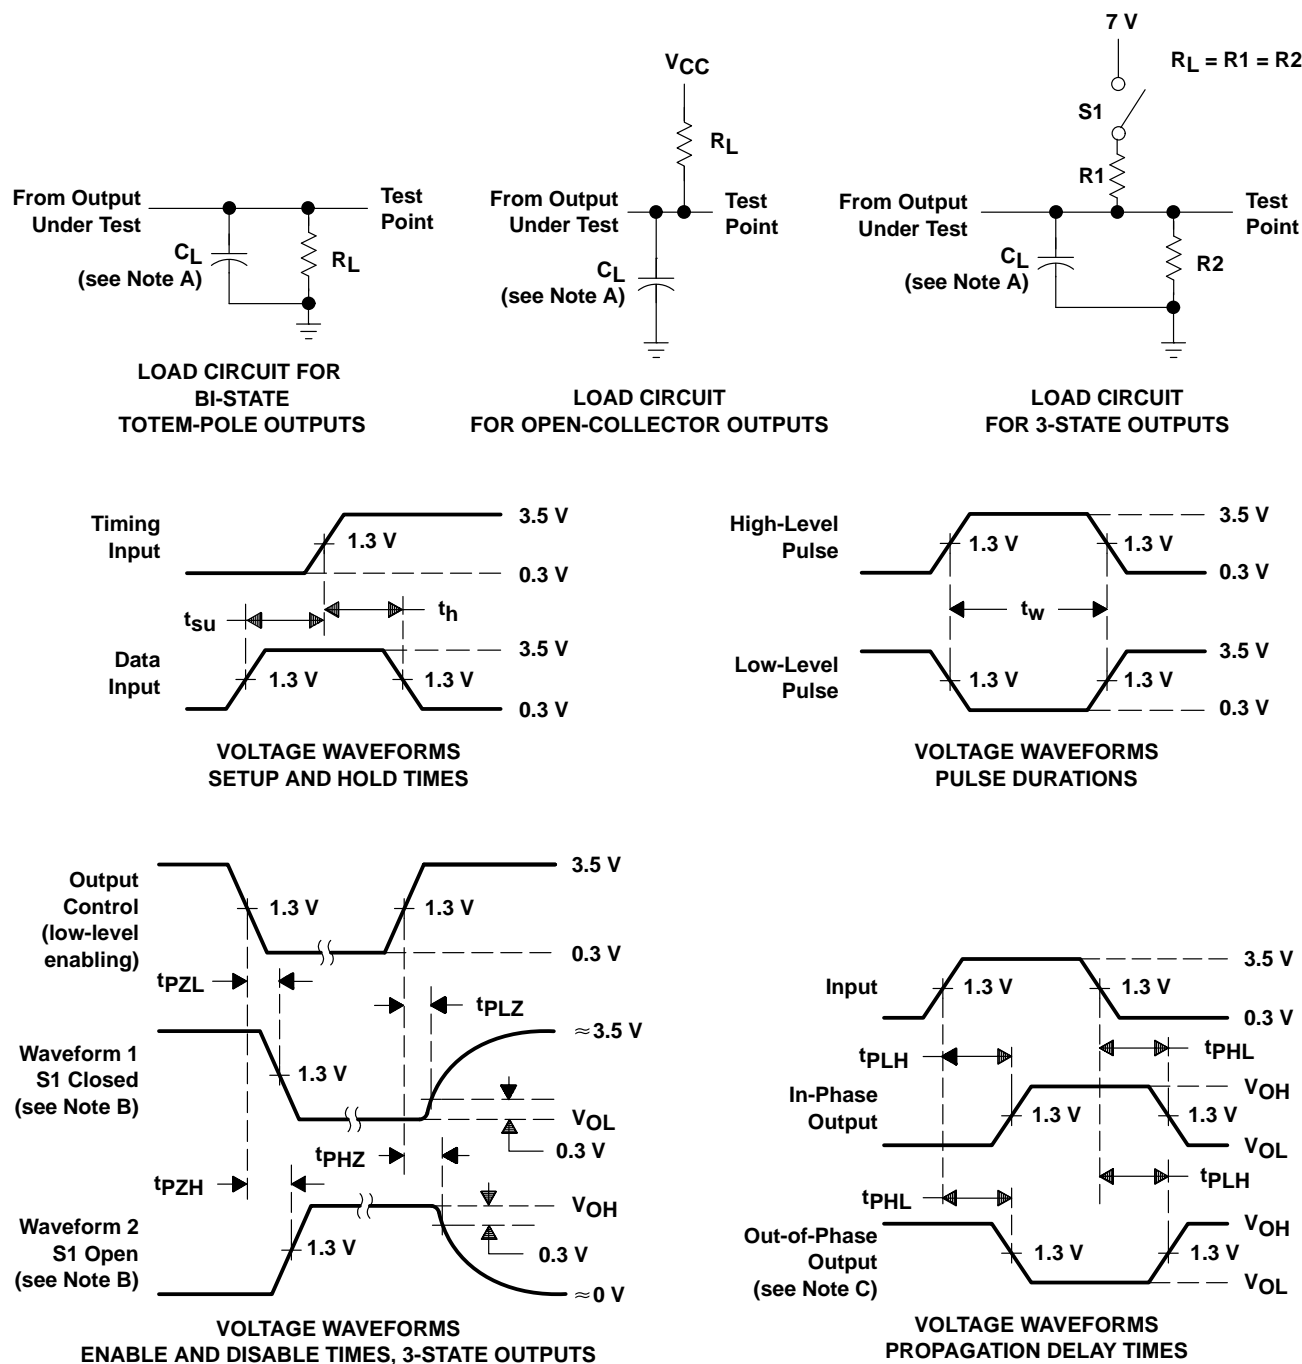 From Output
Under Test
Test
Point
CL
(see Note A)
RL
LOAD CIRCUIT FOR
BI-STATE
TOTEM-POLE OUTPUTS
VCC
RL
From Output
Under Test
Test
Point
CL
(see Note A)
LOAD CIRCUIT
FOR OPEN-COLLECTOR OUTPUTS
7 V
RL = R1 = R2
S1
R1
From Output
Under Test
Test
Point
CL
(see Note A)
R2
LOAD CIRCUIT
FOR 3-STATE OUTPUTS
Timing
Input
1.3 V
3.5 V
0.3 V
tsu
th
Data
Input
1.3 V
1.3 V
3.5 V
0.3 V
VOLTAGE WAVEFORMS
SETUP AND HOLD TIMES
High-Level
Pulse
1.3 V
1.3 V
3.5 V
0.3 V
tw
Low-Level
Pulse
1.3 V
1.3 V
3.5 V
0.3 V
VOLTAGE WAVEFORMS
PULSE DURATIONS
Output
Control
(low-level
enabling)
1.3 V
1.3 V
3.5 V
0.3 V
tPZL
tPLZ
Waveform 1
S1 Closed
(see Note B)
1.3 V
≈3.5 V
VOL
0.3 V
tPHZ
tPZH
Waveform 2
S1 Open
(see Note B)
1.3 V
VOH
0.3 V
≈0 V
VOLTAGE WAVEFORMS
ENABLE AND DISABLE TIMES, 3-STATE OUTPUTS
Input
1.3 V
1.3 V
3.5 V
0.3 V
tPLH
tPHL
In-Phase
Output
1.3 V
1.3 V
VOH
VOL
tPHL
tPLH
Out-of-Phase
Output
(see Note C)
1.3 V
1.3 V
VOH
VOL
VOLTAGE WAVEFORMS
PROPAGATION DELAY TIMES